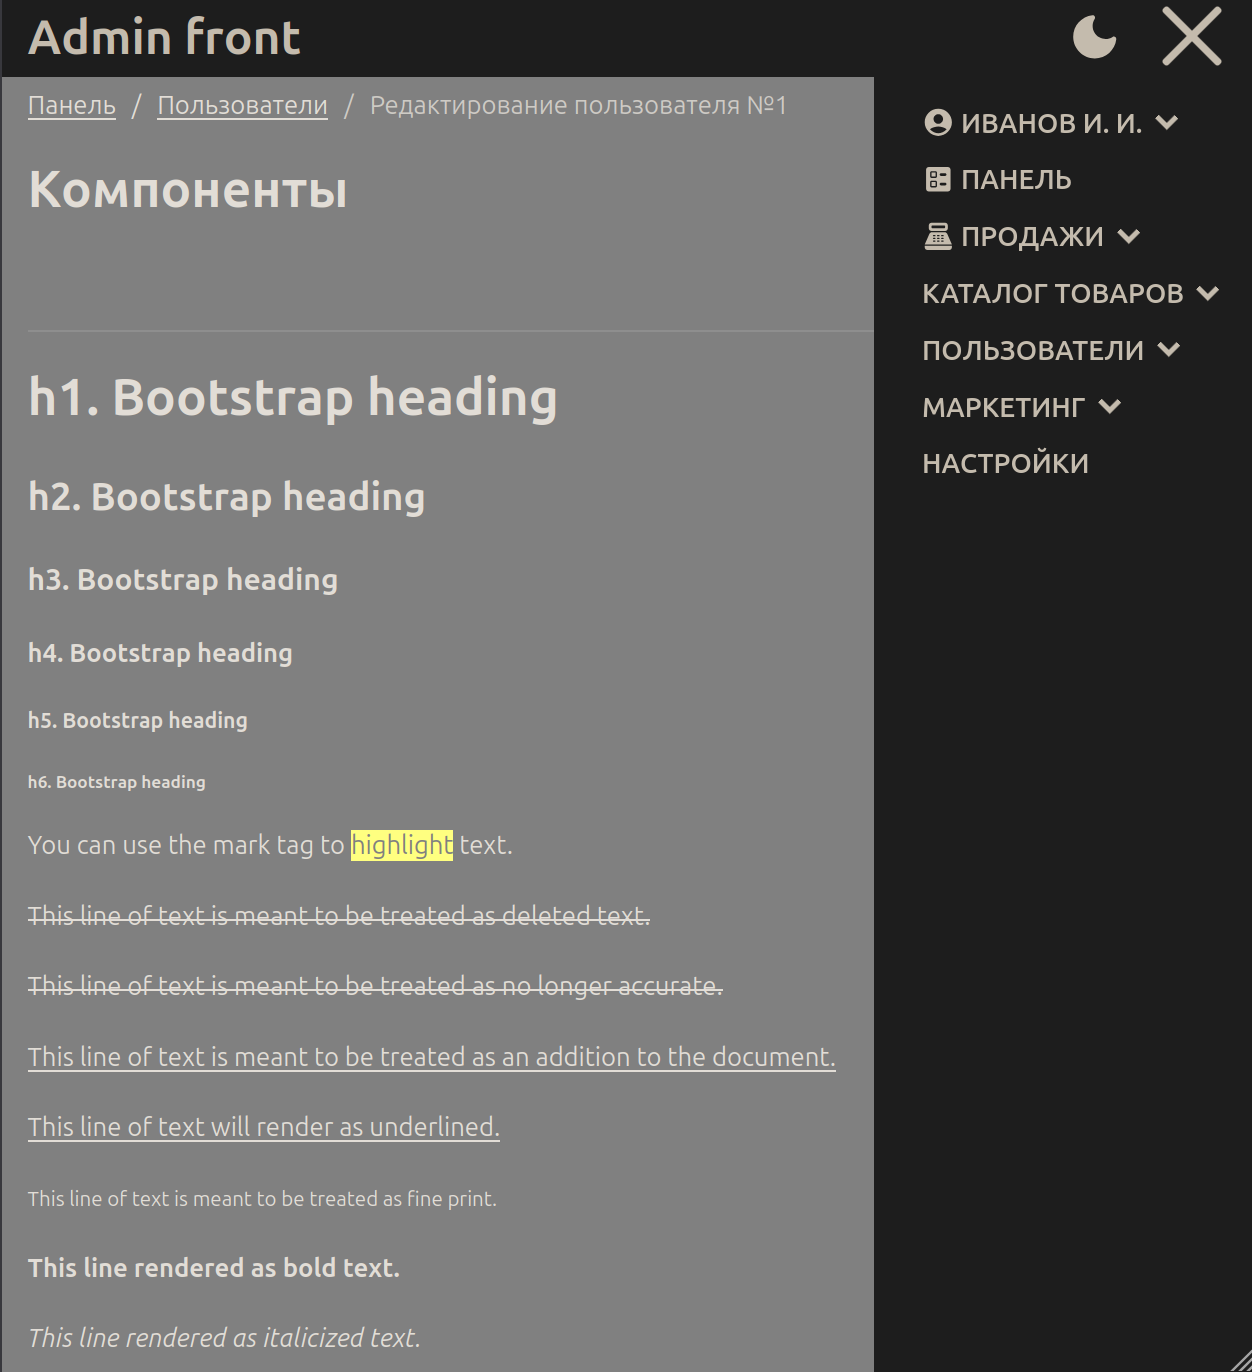 Admin front
Панель / Пользователи / Редактирование пользователя №1
Компоненты
h1. Bootstrap heading
h2. Bootstrap heading
h3. Bootstrap heading
h4. Bootstrap heading
h5. Bootstrap heading
h6. Bootstrap heading
You can use the mark tag to highlight text.
This line of text is meant to be treated as deleted text.
This line of text is meant to be treated as no longer accurate.
This line of text is meant to be treated as an addition to the document.
This line of text will render as underlined.
This line of text is meant to be treated as fine print.
This line rendered as bold text.
This line rendered as italicized text.
ИВАНОВ И. И.
ПАНЕЛЬ
ПРОДАЖИ
КАТАЛОГ ТОВАРОВ
ПОЛЬЗОВАТЕЛИ
МАРКЕТИНГ
НАСТРОЙКИ